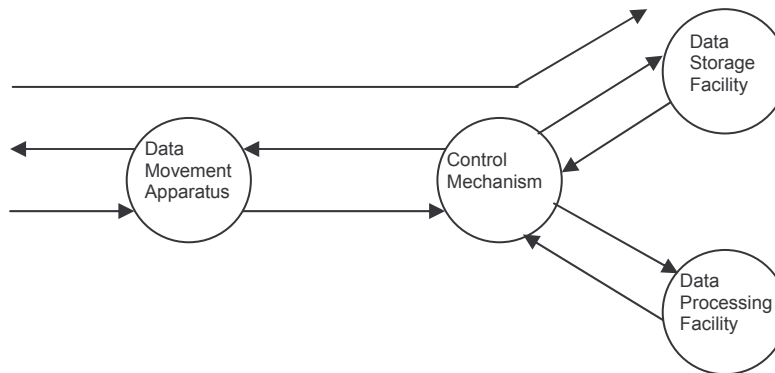 Data
Storage
Facility
Data
Movement
Apparatus
Control
Mechanism
Data
Processing
Facility